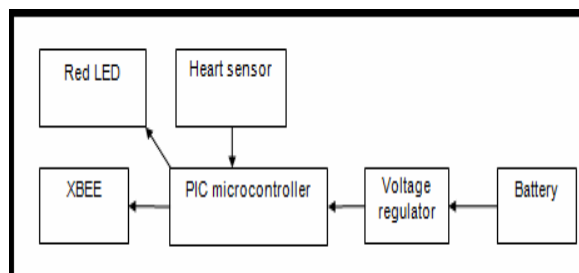 Red LED
Heart sensor
XBEE
PIC microcontroller
Voltage
regulator
Battery